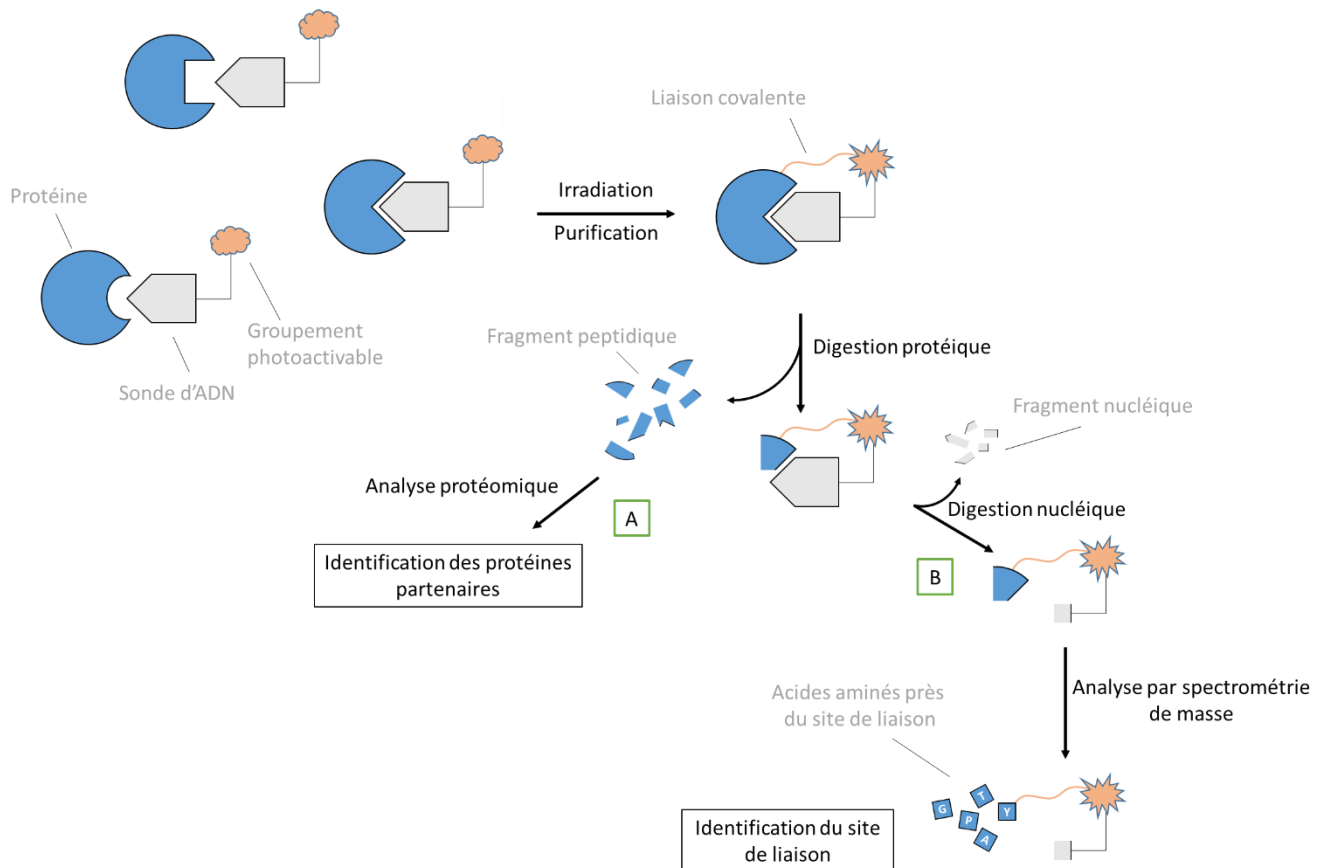 Liaison covalente
Protéine
Irradiation
Purification
Groupement
photoactivable
Sonde d'ADN
Fragment peptidique
Digestion protéique
Fragment nucléique
Analyse protéomique
A
Digestion nucléique
Identification des protéines
partenaires
B
Acides aminés près
du site de liaison
Analyse par spectrométrie
de masse
G
T
Y
P
A
Identification du site
de liaison